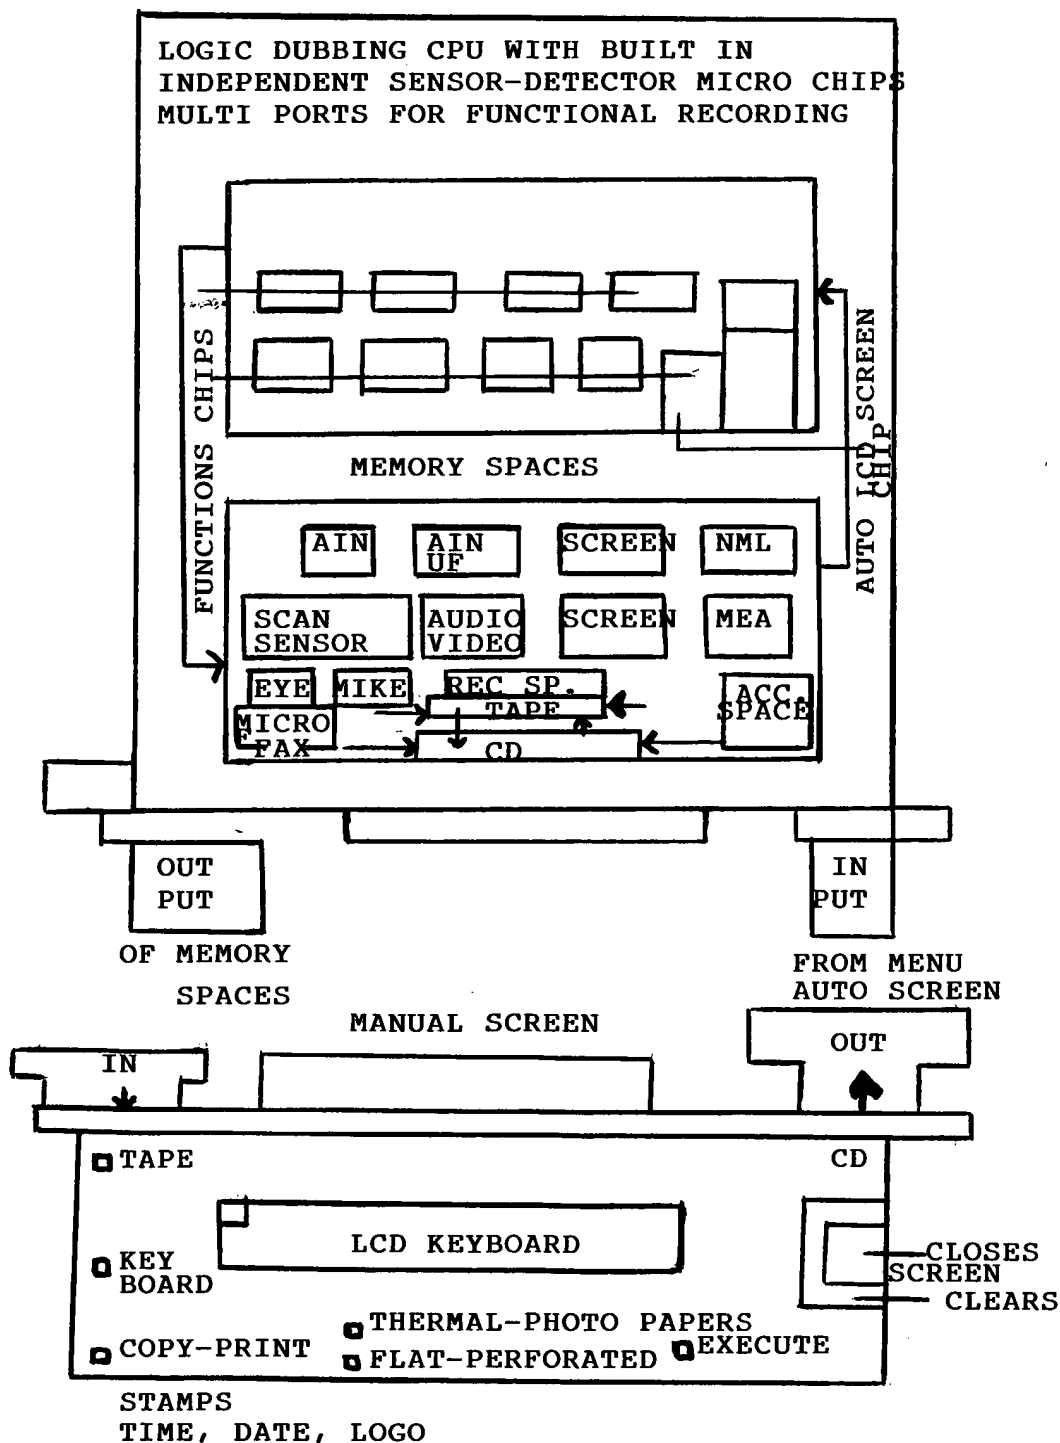 LOGIC DUBBING CPU WITH BUILT IN
INDEPENDENT SENSOR-DETECTOR MICRO CHIPS
MULTI PORTS FOR FUNCTIONAL RECORDING
FUNCTIONS CHIPS
AUTO LCD SCREEN
CHIP
MEMORY SPACES
AIN
AIN
UF
SCREEN
NML
SCAN
SENSOR
AUDIO
VIDEO
SCREEN
MEA
EYE
MIKE
REC SP.
TAPE
ACC.
SPACE
MICRO
FAX
CD
OUT
PUT
IN
PUT
OF MEMORY
SPACES
FROM MENU
AUTO SCREEN
MANUAL SCREEN
IN
OUT
TAPE
CD
LCD KEYBOARD
KEY
BOARD
CLOSES
SCREEN
CLEARS
THERMAL-PHOTO PAPERS
EXECUTE
COPY-PRINT
FLAT-PERFORATED
STAMPS
TIME, DATE, LOGO